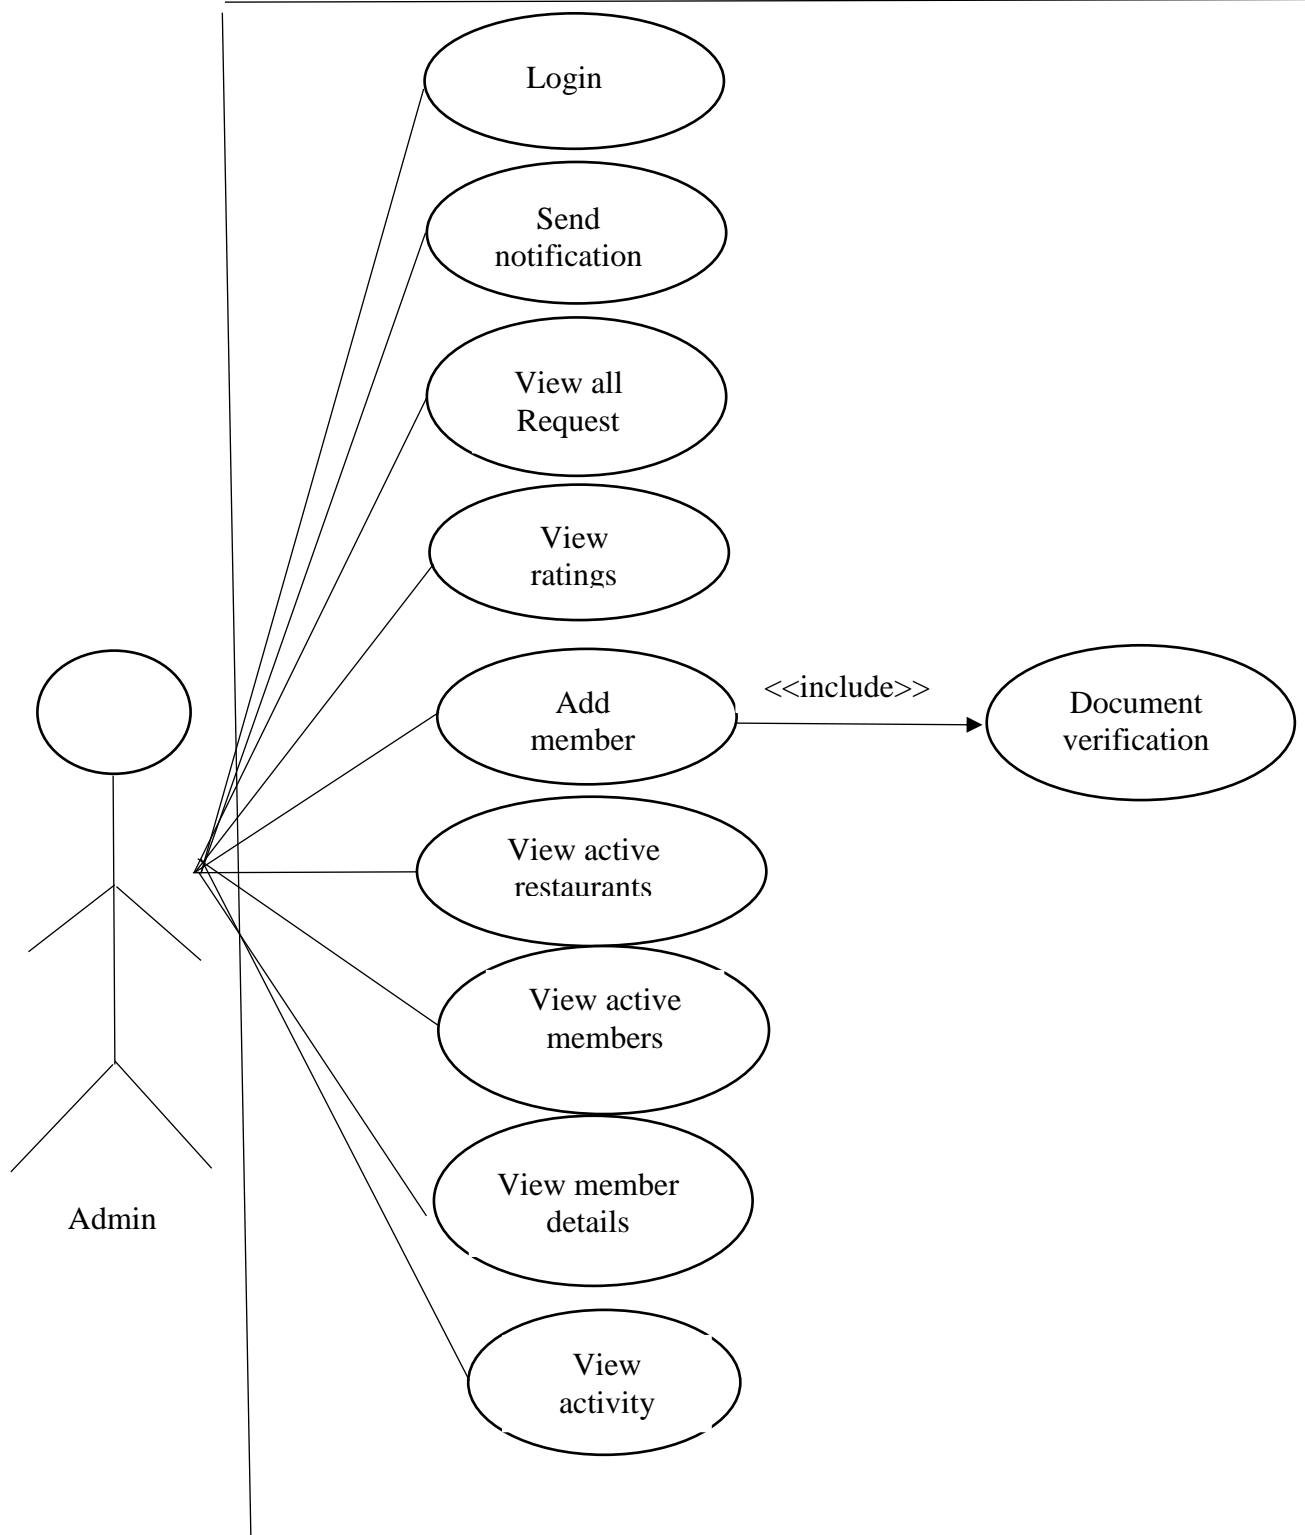 Login
Send
notification
View all
Request
View
ratings
Add
member
<<include>>
Document
verification
View active
restaurants
View active
members
View member
details
Admin
View
activity